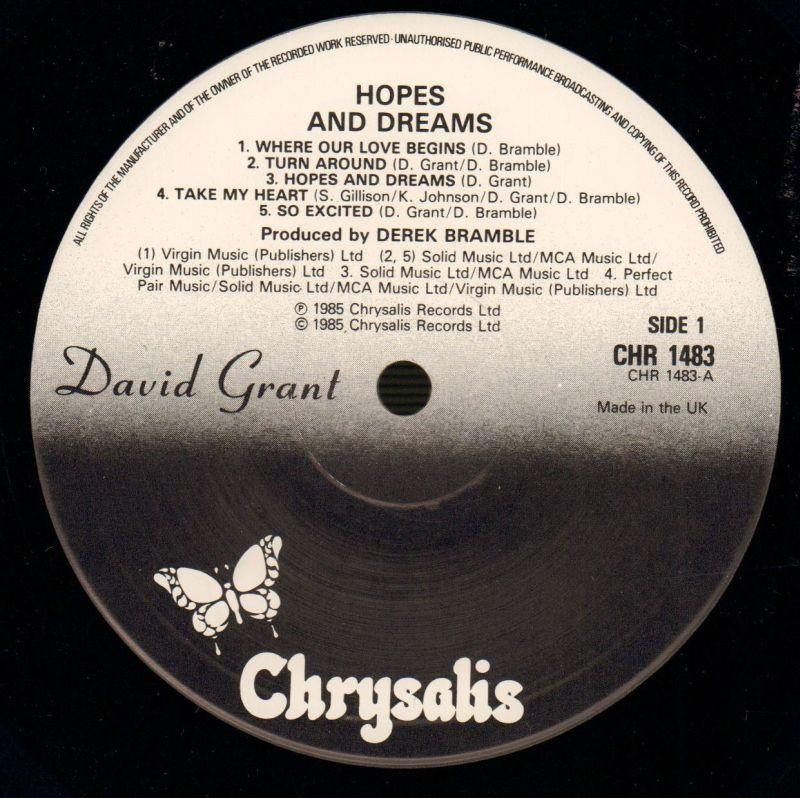 ALL RIGHTS OF THE MANUFACTURER AND OF THE OWNER OF THE RECORDED WORK RESERVED · UNAUTHORISED PUBLIC PERFORMANCE BROADCASTING AND COPYING OF THIS RECORD PROHIBITED
HOPES
AND DREAMS
1. WHERE OUR LOVE BEGINS (D. Bramble)
2. TURN AROUND (D. Grant/D. Bramble)
3. HOPES AND DREAMS (D. Grant)
4. TAKE MY HEART (S. Gillison/K. Johnson/D. Grant/D. Bramble)
5. SO EXCITED (D. Grant/D. Bramble)
Produced by DEREK BRAMBLE
(1) Virgin Music (Publishers) Ltd (2, 5) Solid Music Ltd/MCA Music Ltd/
Virgin Music (Publishers) Ltd 3. Solid Music Ltd/MCA Music Ltd 4. Perfect
Pair Music/Solid Music Ltd/MCA Music Ltd/Virgin Music (Publishers) Ltd
℗ 1985 Chrysalis Records Ltd
© 1985 Chrysalis Records Ltd
SIDE 1
CHR 1483
CHR 1483-A
David Grant
Made in the UK
Chrysalis